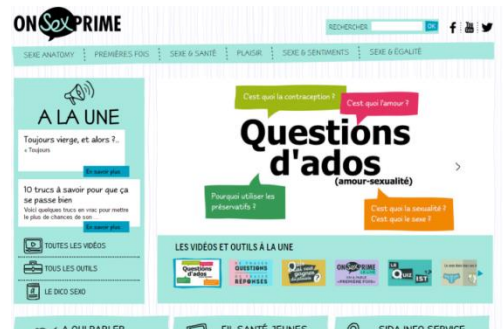 ON Sex PRIME
RECHERCHER
OK
SEXE ANATOMY
PREMIÈRES FOIS
SEXE & SANTÉ
PLAISIR
SEXE & SENTIMENTS
SEXE & ÉGALITÉ
A LA UNE
Toujours vierge, et alors ?..
« Toujours
En savoir plus
10 trucs à savoir pour que ça
se passe bien
Voici quelques trucs en vrac pour mettre
le plus de chances de son
En savoir plus
TOUTES LES VIDÉOS
TOUS LES OUTILS
LE DICO SEXO
C'est quoi la contraception ?
C'est quoi l'amour ?
Questions
d'ados
(amour-sexualité)
Pourquoi utiliser les
préservatifs ?
C'est quoi la sexualité ?
C'est quoi le sexe ?
LES VIDÉOS ET OUTILS À LA UNE
Questions
d'ados
QUESTIONS
RÉPONSES
A QUI PARLER
FIL SANTÉ JEUNES
SIDA INFO SERVICE